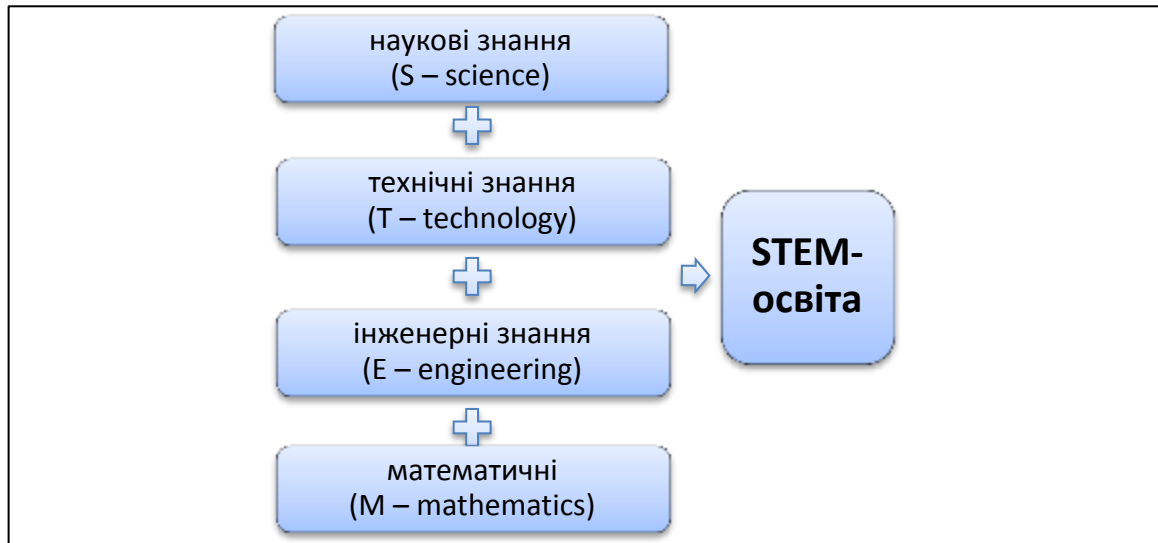 наукові знання
(S – science)
технічні знання
(T – technology)
інженерні знання
(E – engineering)
математичні
(M – mathematics)
STEM-
освіта